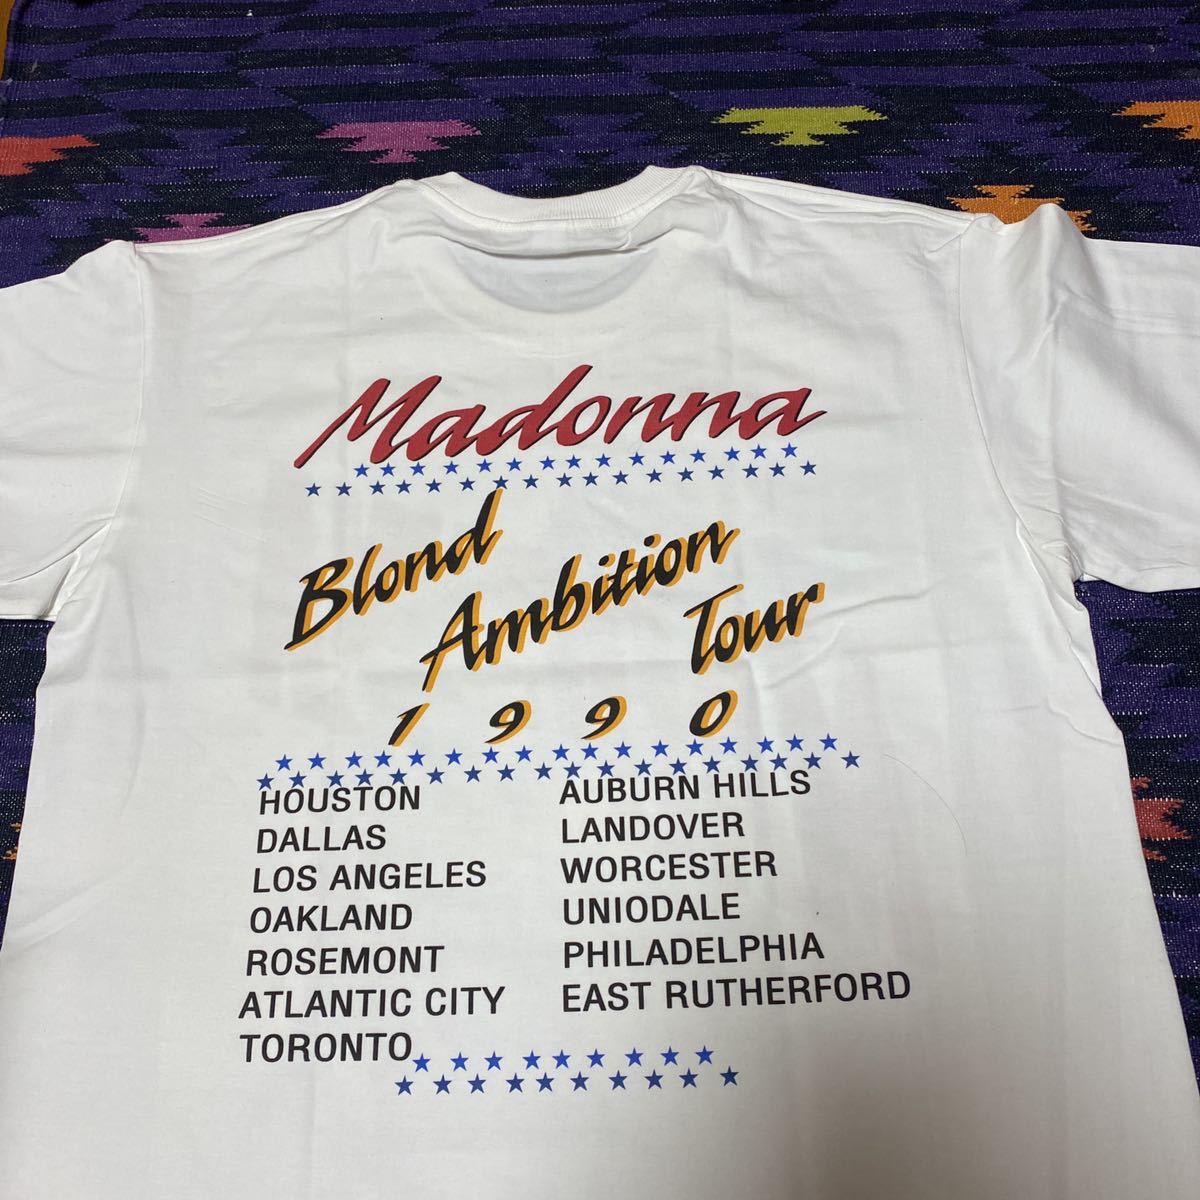 Madonna
Blond
Ambition
Tour
1990
HOUSTON
DALLAS
LOS ANGELES
OAKLAND
ROSEMONT
ATLANTIC CITY
TORONTO
AUBURN HILLS
LANDOVER
WORCESTER
UNIODALE
PHILADELPHIA
EAST RUTHERFORD